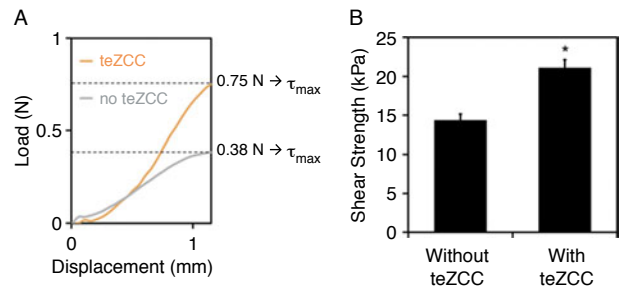 A
Load (N)
1
0.5
0
teZCC
no teZCC
0.75 N → τmax
0.38 N → τmax
0
1
Displacement (mm)
B
Shear Strength (kPa)
25
20
15
10
5
0
*
Without
teZCC
With
teZCC